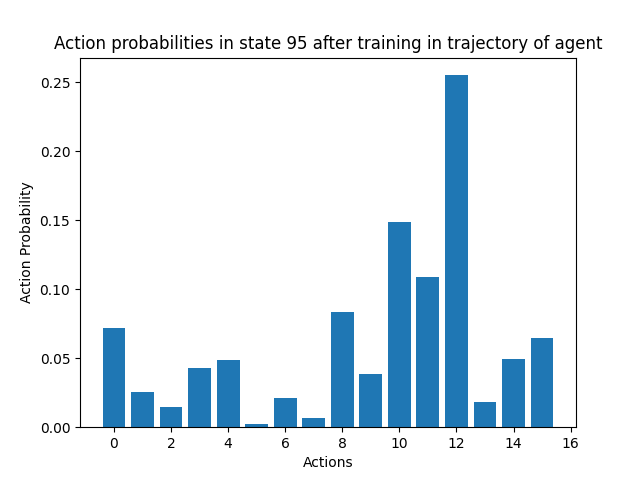 Action probabilities in state 95 after training in trajectory of agent
0.25
0.20
0.15
0.10
0.05
0.00
Action Probability
0 2 4 6 8 10 12 14 16
Actions